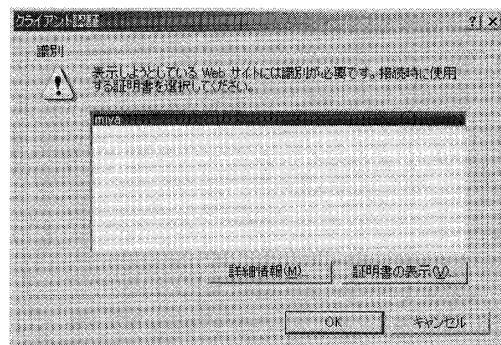 クライアント認証
? ×
識別
表示しようとしている Web サイトには識別が必要です。接続時に使用
する証明書を選択してください。
miya
詳細情報(M)...
証明書の表示(V)...
OK
キャンセル